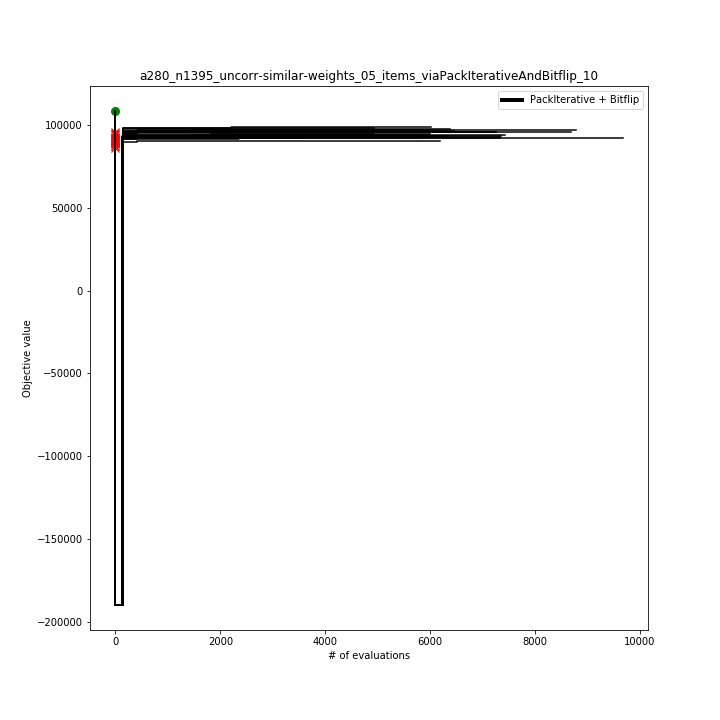 a280_n1395_uncorr-similar-weights_05_items_viaPackIterativeAndBitflip_10
PackIterative + Bitflip
100000
50000
0
−50000
−100000
−150000
−200000
Objective value
0 2000 4000 6000 8000 10000
# of evaluations